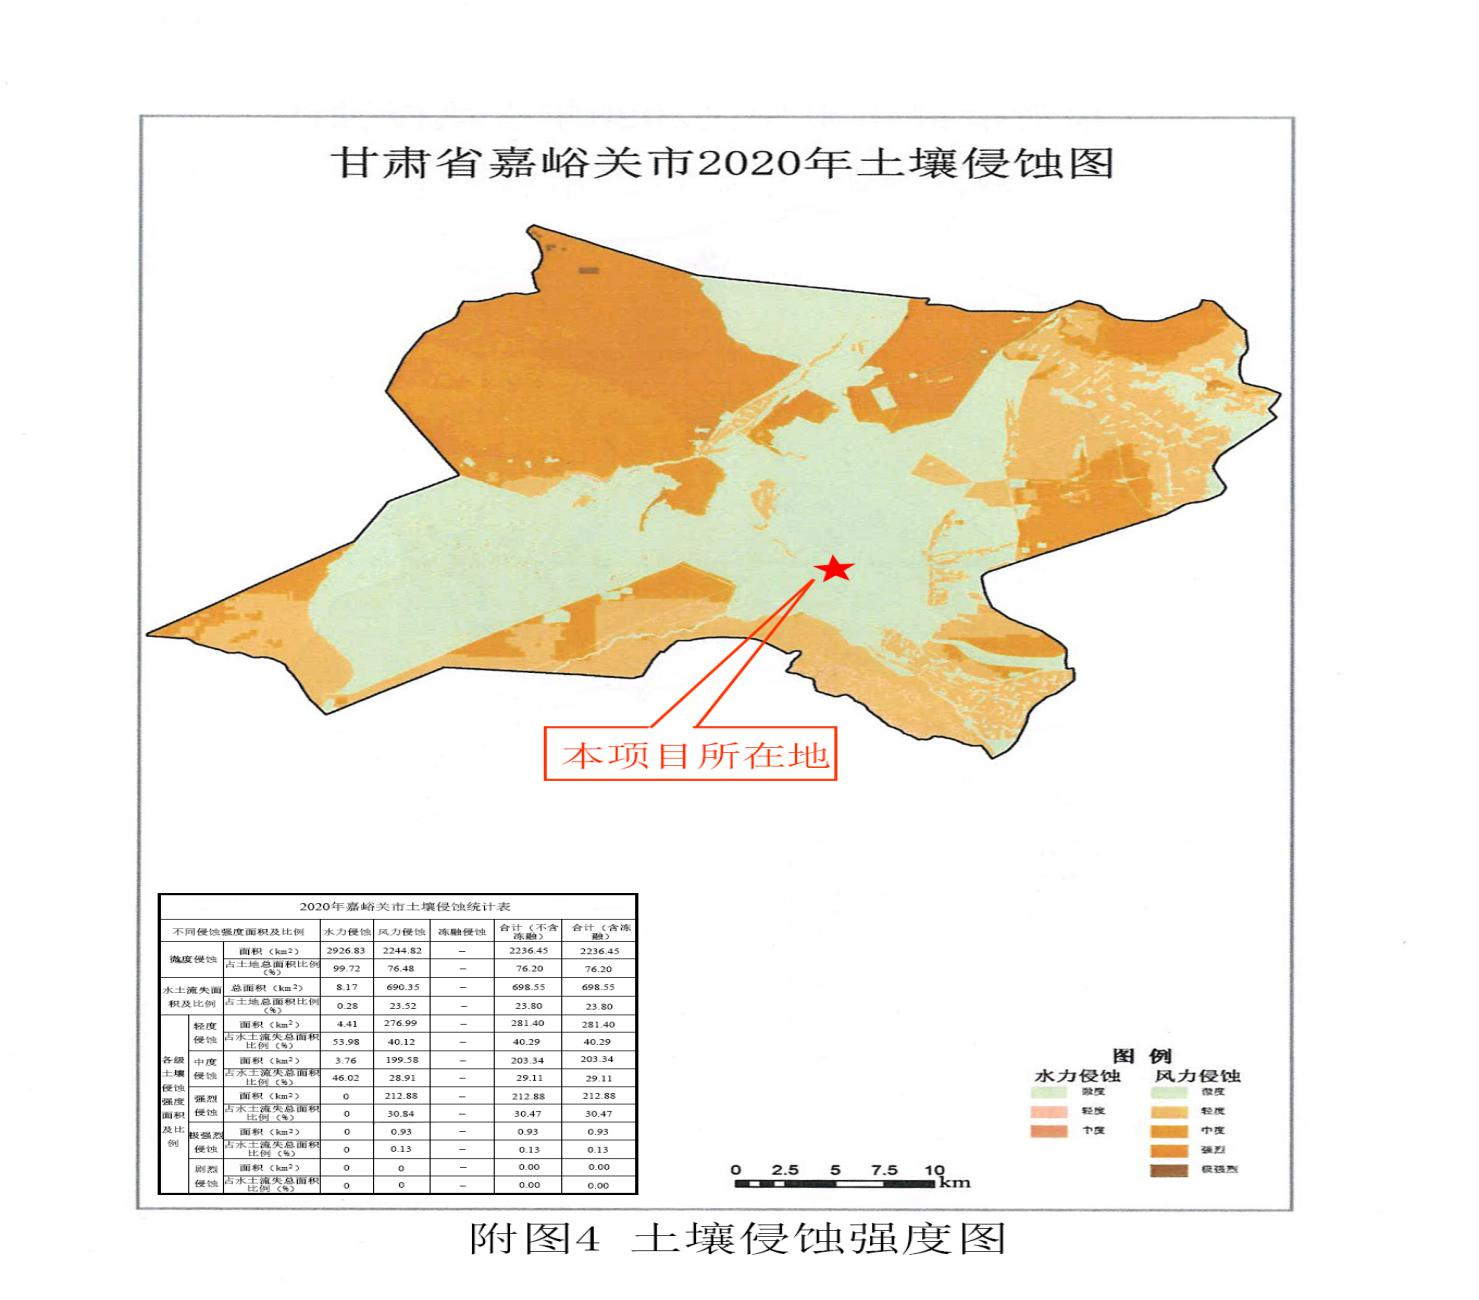 甘肃省嘉峪关市2020年土壤侵蚀图
本项目所在地
2020年嘉峪关市土壤侵蚀统计表
不同侵蚀强度面积及比例 水力侵蚀 风力侵蚀 冻融侵蚀 合计（不含冻融） 合计（含冻融）
微度侵蚀 面积（km²） 2926.83 2244.82 — 2236.45 2236.45
占土地总面积比例（%） 99.72 76.48 — 76.20 76.20
水土流失面积及比例 总面积（km²） 8.17 690.35 — 698.55 698.55
占土地总面积比例（%） 0.28 23.52 — 23.80 23.80
各级土壤侵蚀强度面积及比例 轻度侵蚀 面积（km²） 4.41 276.99 — 281.40 281.40
占水土流失总面积比例（%） 53.98 40.12 — 40.29 40.29
中度侵蚀 面积（km²） 3.76 199.58 — 203.34 203.34
占水土流失总面积比例（%） 46.02 28.91 — 29.11 29.11
强烈侵蚀 面积（km²） 0 212.88 — 212.88 212.88
占水土流失总面积比例（%） 0 30.84 — 30.47 30.47
极强烈侵蚀 面积（km²） 0 0.93 — 0.93 0.93
占水土流失总面积比例（%） 0 0.13 — 0.13 0.13
剧烈侵蚀 面积（km²） 0 0 — 0.00 0.00
占水土流失总面积比例（%） 0 0 — 0.00 0.00
图 例
水力侵蚀 风力侵蚀
微度 微度
轻度 轻度
中度 中度
强烈
极强烈
0 2.5 5 7.5 10
km
附图4 土壤侵蚀强度图